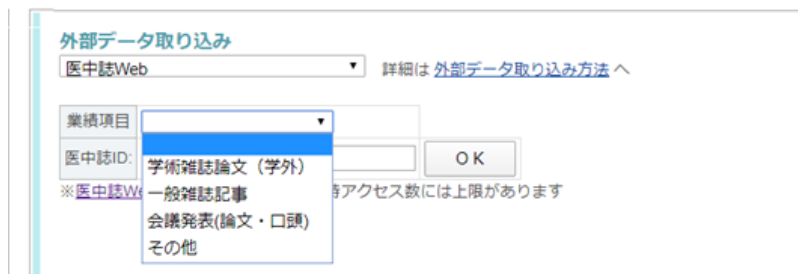 外部データ取り込み
医中誌Web 詳細は 外部データ取り込み方法 へ
業績項目
医中誌ID: OK
学術雑誌論文（学外）
※医中誌W アクセス数には上限があります
一般雑誌記事
会議発表(論文・口頭)
その他